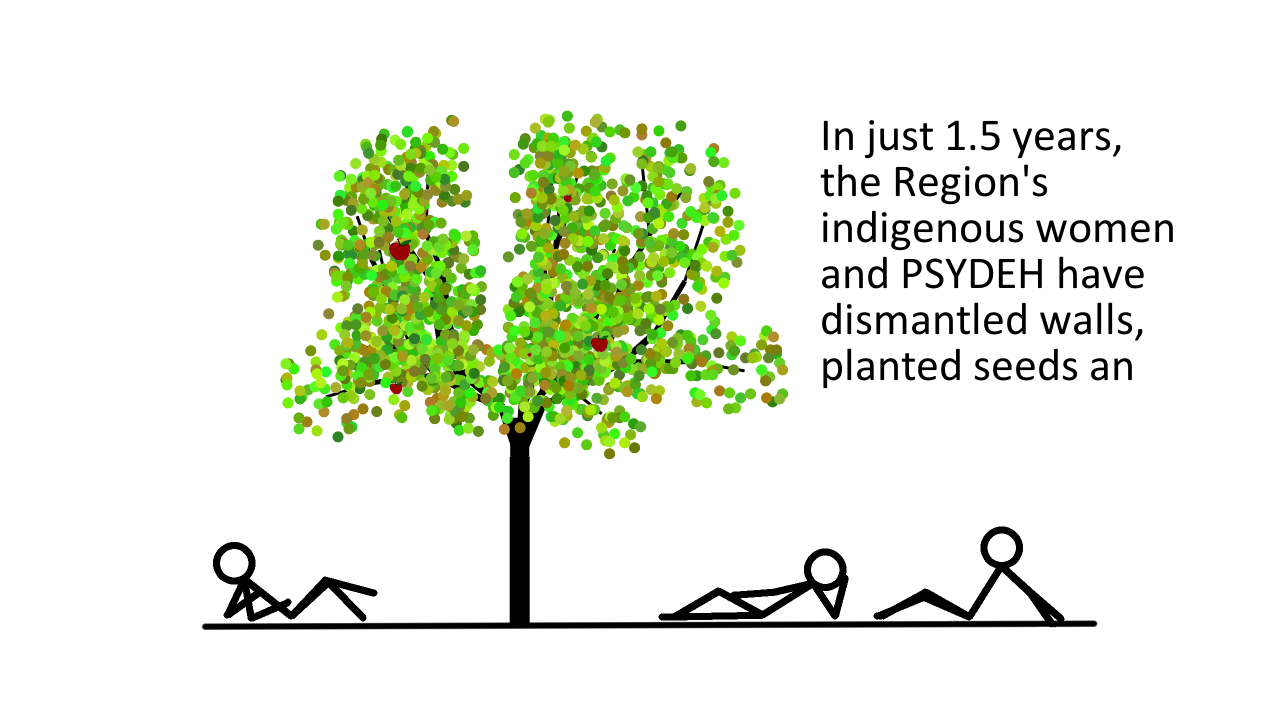 In just 1.5 years,
the Region's
indigenous women
and PSYDEH have
dismantled walls,
planted seeds an